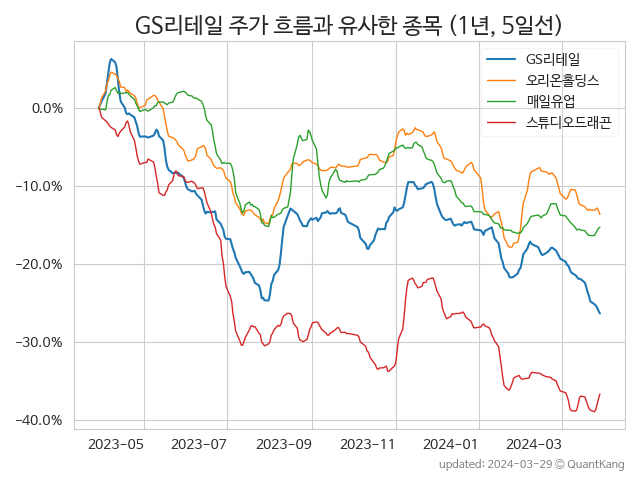 GS리테일 주가 흐름과 유사한 종목 (1년, 5일선)
GS리테일
오리온홀딩스
매일유업
스튜디오드래곤
0.0%
−10.0%
−20.0%
−30.0%
−40.0%
2023-05 2023-07 2023-09 2023-11 2024-01 2024-03
updated: 2024-03-29 © QuantKang